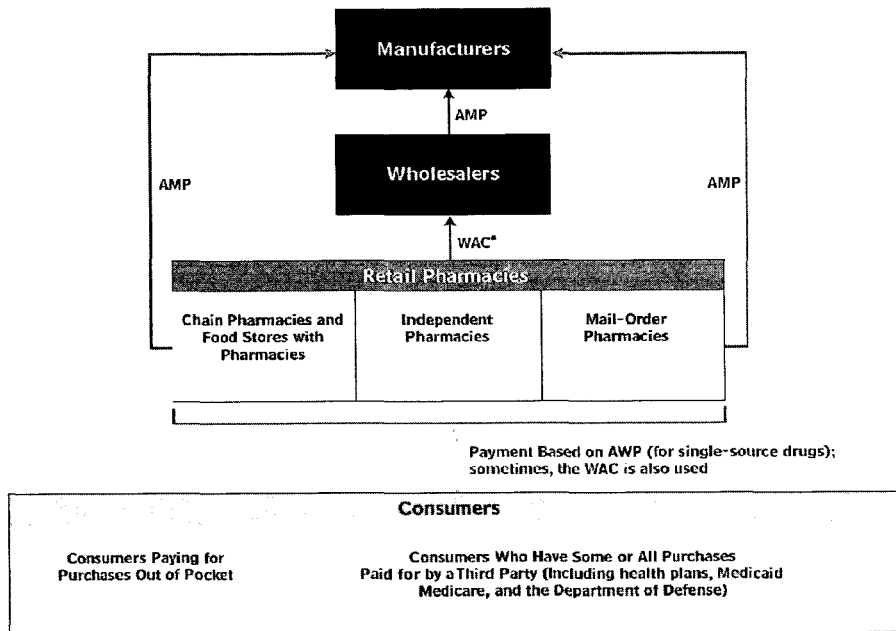 Manufacturers
AMP
AMP
Wholesalers
AMP
WAC*
Retail Pharmacies
Chain Pharmacies and
Food Stores with
Pharmacies
Independent
Pharmacies
Mail-Order
Pharmacies
Payment Based on AWP (for single-source drugs);
sometimes, the WAC is also used
Consumers
Consumers Paying for
Purchases Out of Pocket
Consumers Who Have Some or All Purchases
Paid for by a Third Party (Including health plans, Medicaid
Medicare, and the Department of Defense)